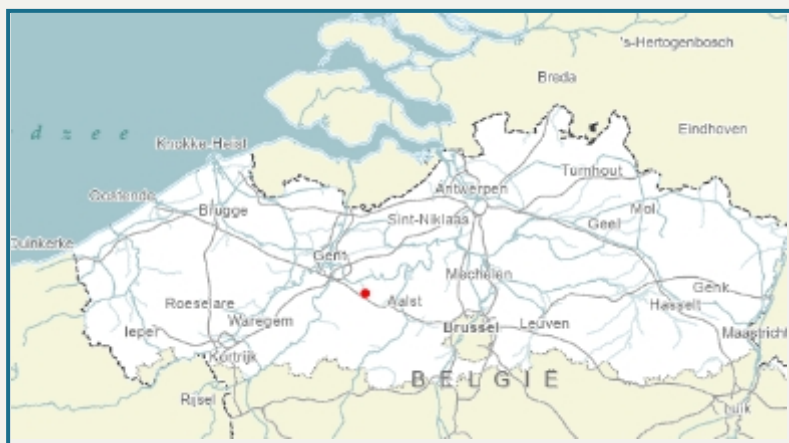 's-Hertogenbosch
Breda
d z e e
Eindhoven
Knokke-Heist
Turnhout
Antwerpen
Oostende
Mol
Brugge
Sint-Niklaas
Geel
Duinkerke
Gent
Mechelen
Genk
Roeselare
Aalst
Hasselt
Waregem
Brussel
Leuven
Ieper
Maastricht
Kortrijk
BELGIË
Rijsel
Luik